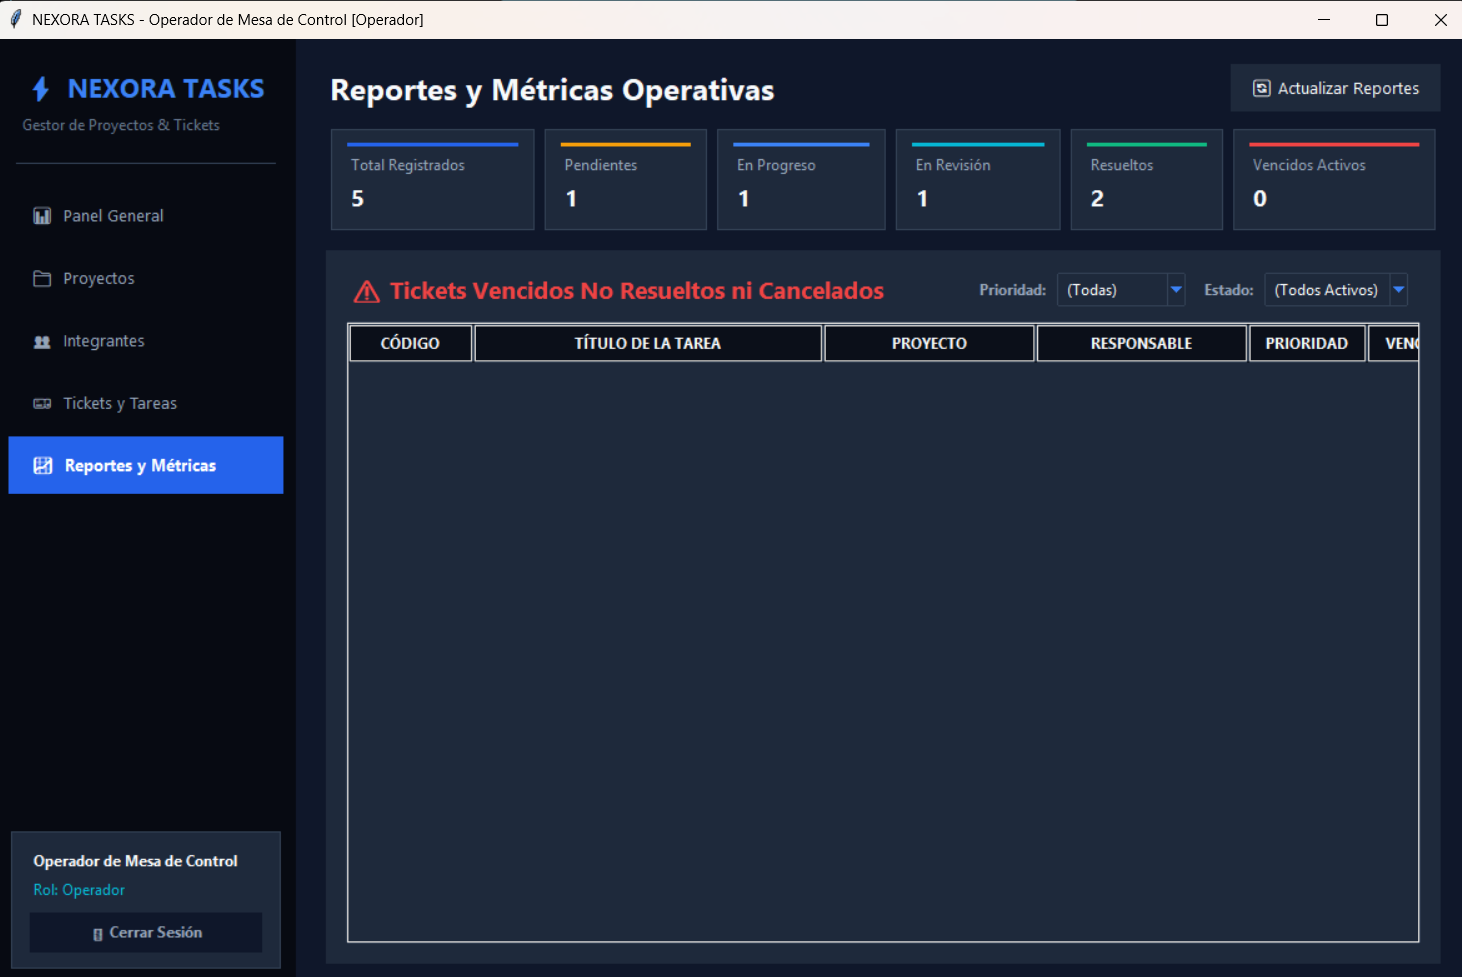 NEXORA TASKS - Operador de Mesa de Control [Operador]
NEXORA TASKS
Gestor de Proyectos & Tickets
Panel General
Proyectos
Integrantes
Tickets y Tareas
Reportes y Métricas
Operador de Mesa de Control
Rol: Operador
Cerrar Sesión
Reportes y Métricas Operativas
Actualizar Reportes
Total Registrados
5
Pendientes
1
En Progreso
1
En Revisión
1
Resueltos
2
Vencidos Activos
0
Tickets Vencidos No Resueltos ni Cancelados
Prioridad: (Todas)
Estado: (Todos Activos)
CÓDIGO TÍTULO DE LA TAREA PROYECTO RESPONSABLE PRIORIDAD